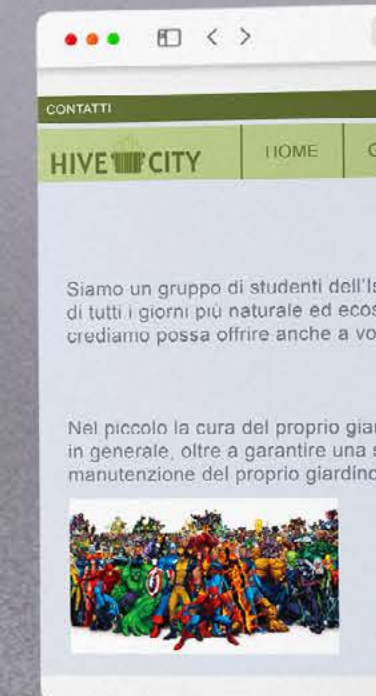 CONTATTI
HIVE CITY
HOME
Siamo un gruppo di studenti dell'Is
di tutti i giorni più naturale ed ecos
crediamo possa offrire anche a vo
Nel piccolo la cura del proprio giar
in generale, oltre a garantire una s
manutenzione del proprio giardino